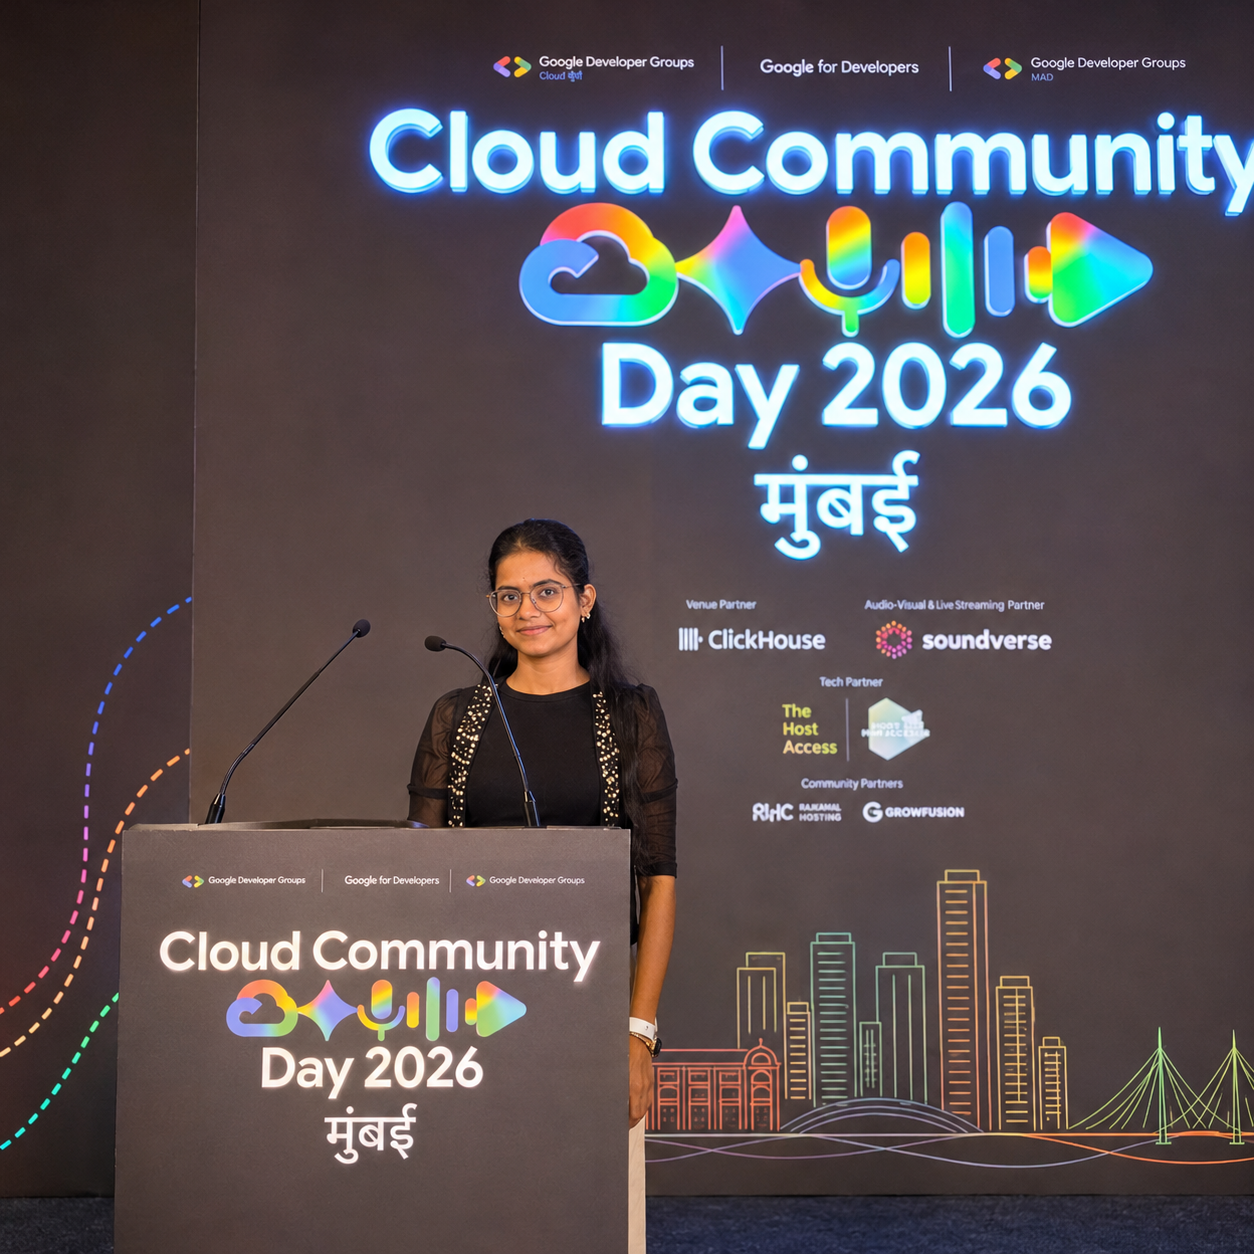 Google Developer Groups
Cloud
Google for Developers
Google Developer Groups
MAD
Cloud Community
Day 2026
मुंबई
Venue Partner
Audio-Visual & Live Streaming Partner
ClickHouse
soundverse
Tech Partner
The
Host
Access
Community Partners
RAJKAMAL
HOSTING
GROWFUSION
Google Developer Groups
Google for Developers
Google Developer Groups
Cloud Community
Day 2026
मुंबई